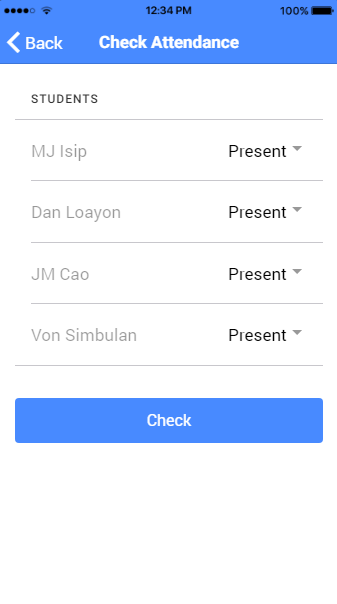 12:34 PM 100%
Back Check Attendance
STUDENTS
MJ Isip Present
Dan Loayon Present
JM Cao Present
Von Simbulan Present
Check